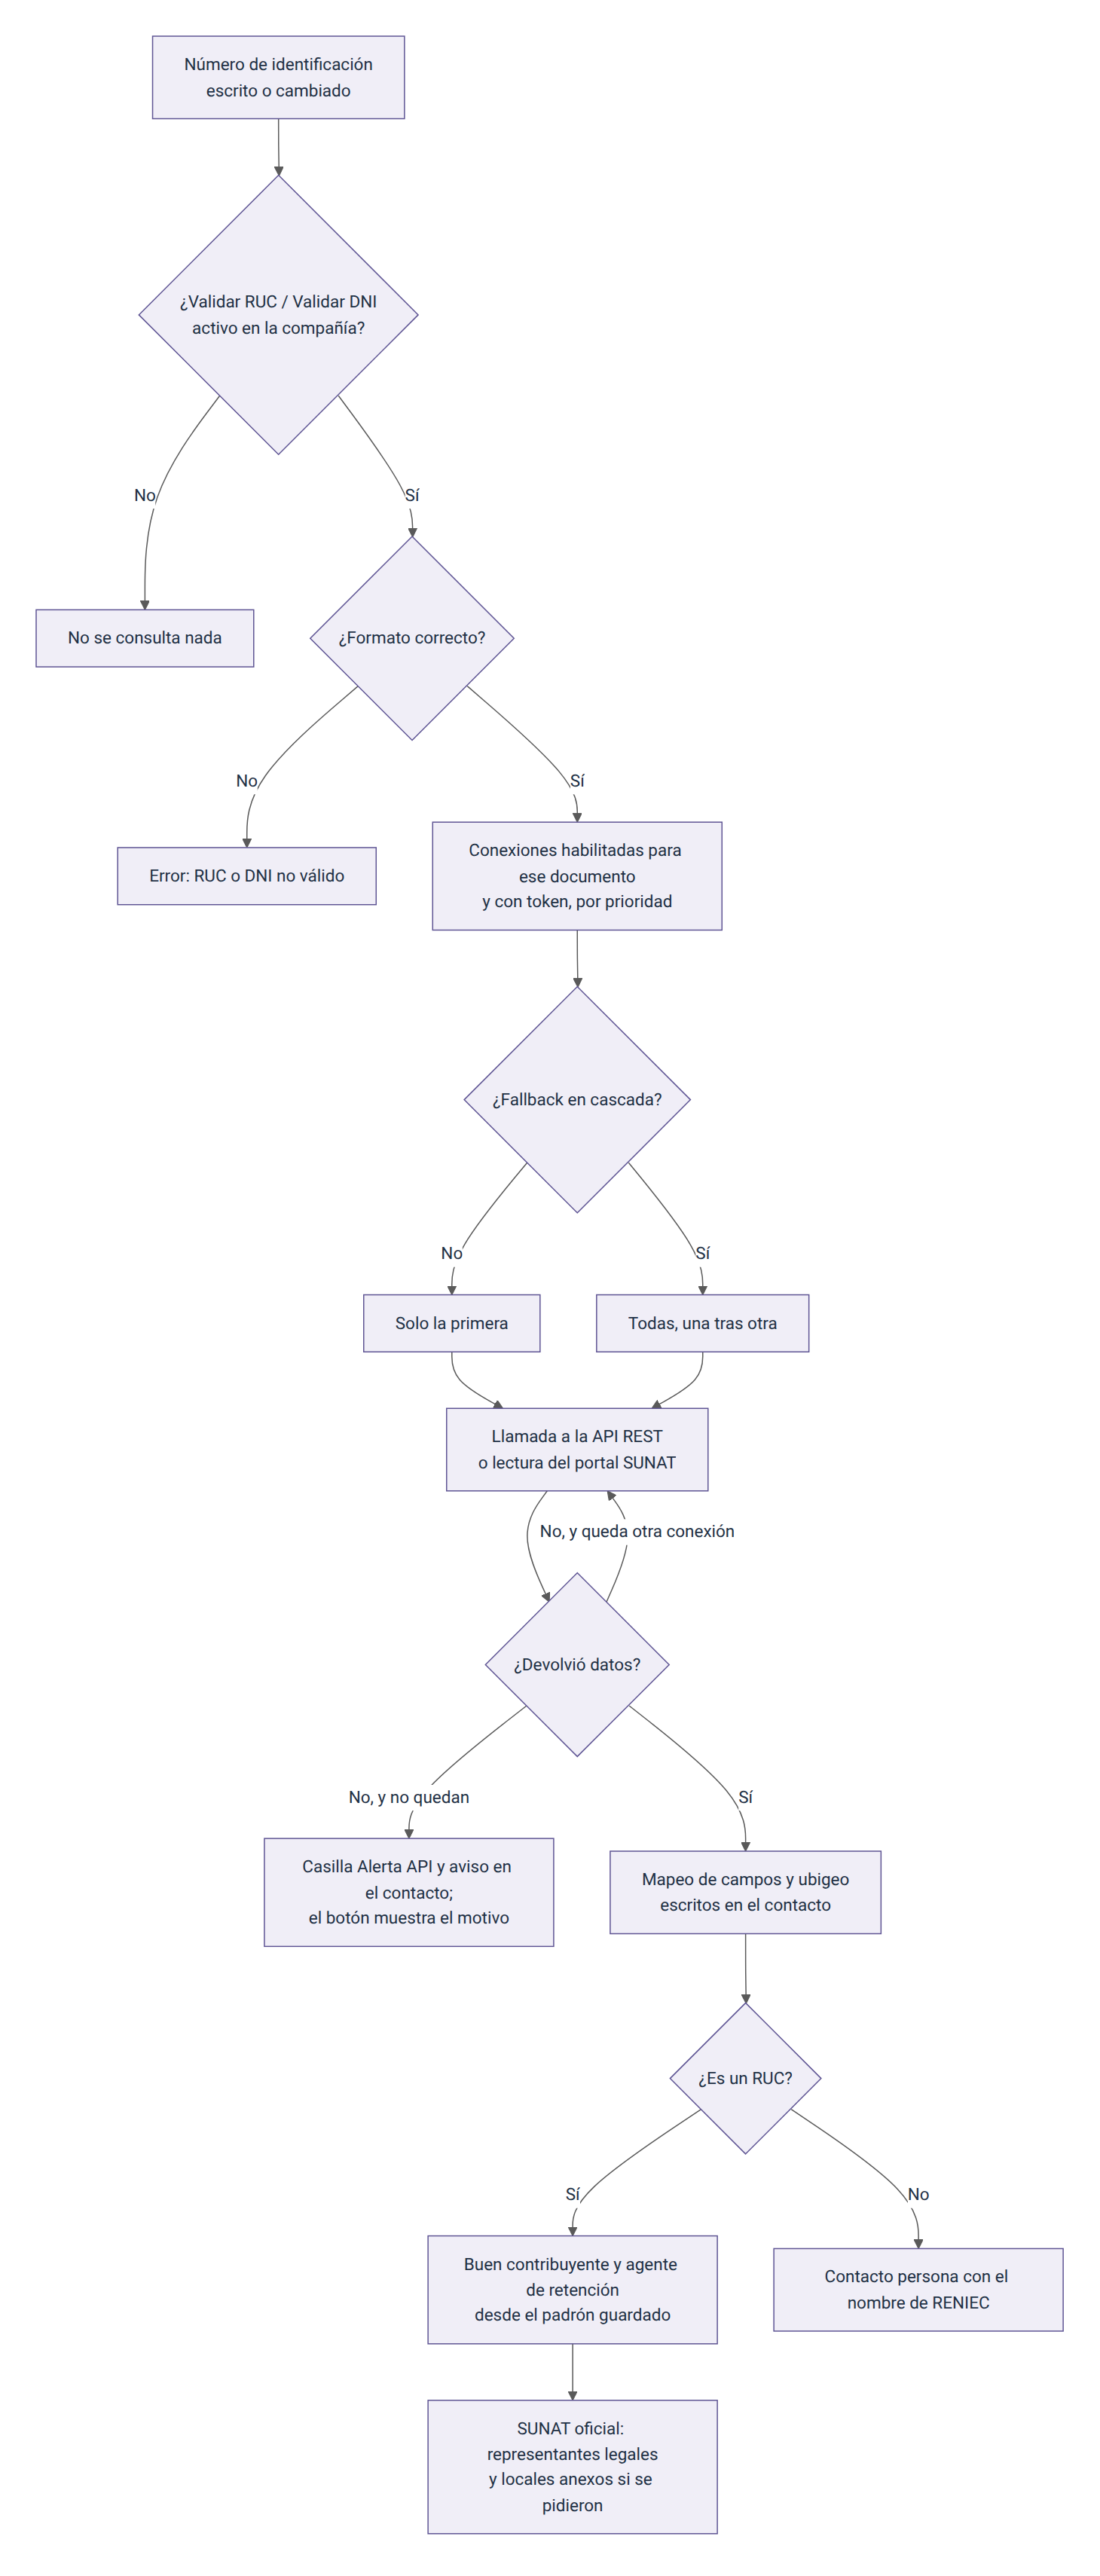 Número de identificación
escrito o cambiado
¿Validar RUC / Validar DNI
activo en la compañía?
No
Sí
No se consulta nada
¿Formato correcto?
No
Sí
Error: RUC o DNI no válido
Conexiones habilitadas para
ese documento
y con token, por prioridad
¿Fallback en cascada?
No
Sí
Solo la primera
Todas, una tras otra
Llamada a la API REST
o lectura del portal SUNAT
No, y queda otra conexión
¿Devolvió datos?
No, y no quedan
Sí
Casilla Alerta API y aviso en
el contacto;
el botón muestra el motivo
Mapeo de campos y ubigeo
escritos en el contacto
¿Es un RUC?
Sí
No
Buen contribuyente y agente
de retención
desde el padrón guardado
Contacto persona con el
nombre de RENIEC
SUNAT oficial:
representantes legales
y locales anexos si se
pidieron